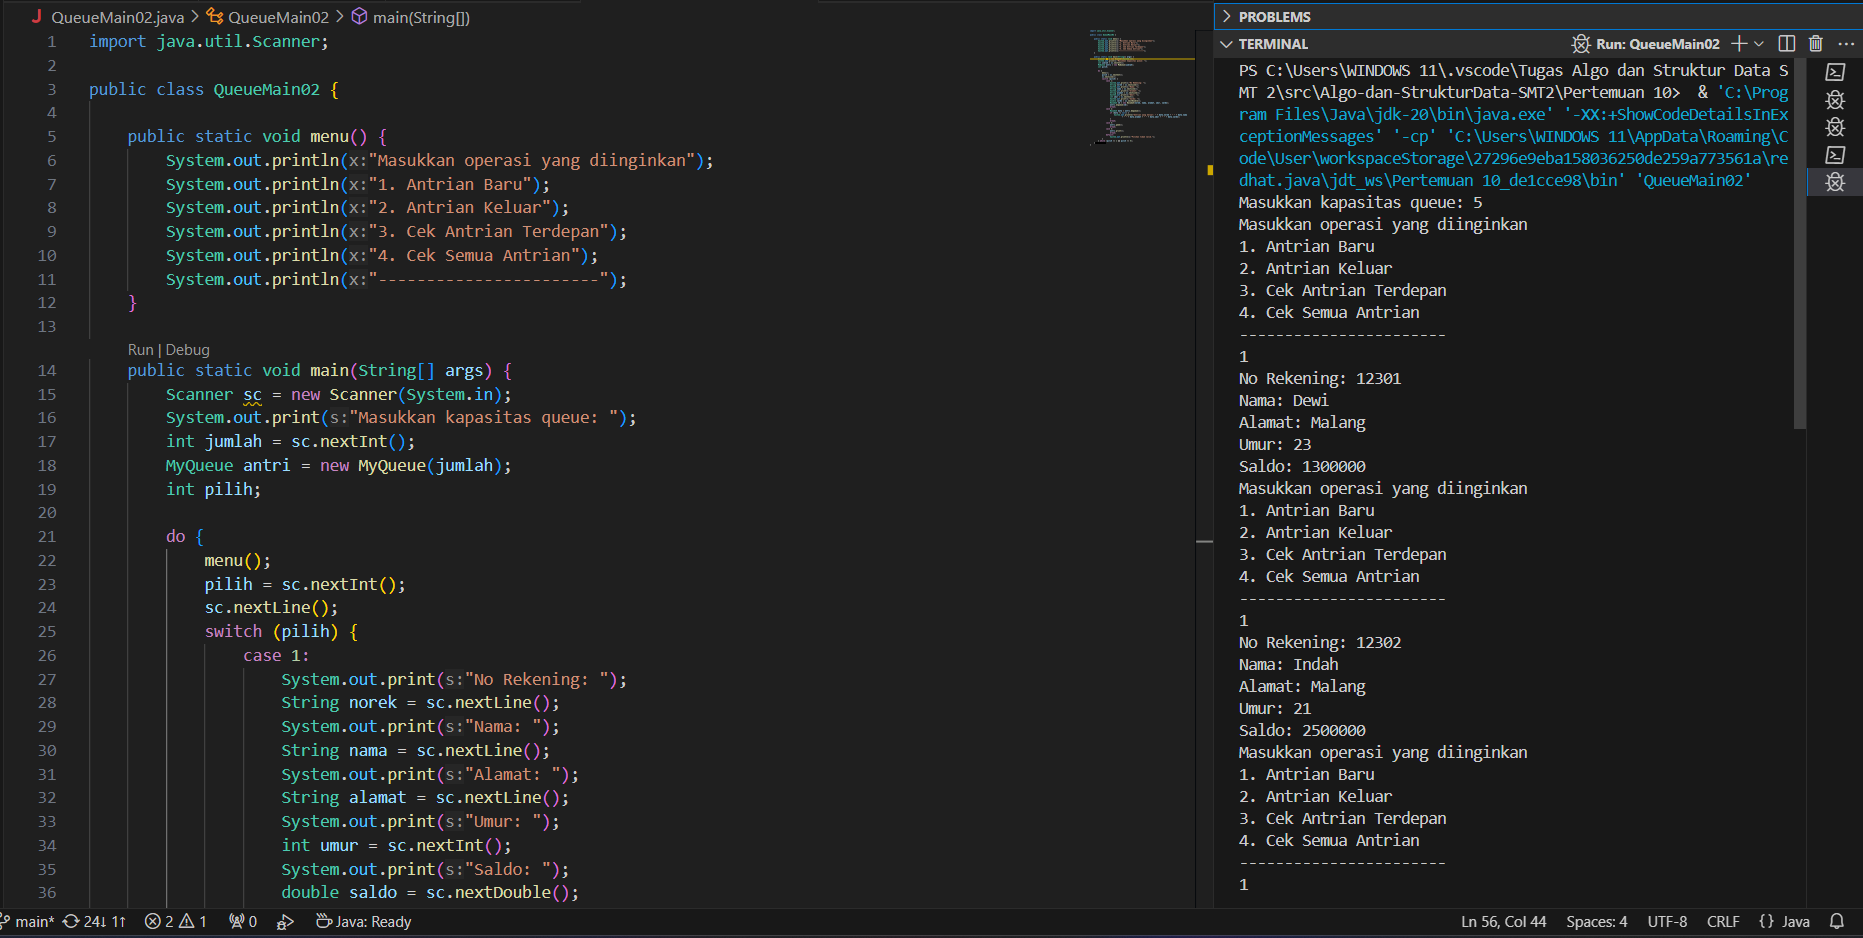 QueueMain02.java > QueueMain02 > main(String[])
1 import java.util.Scanner;
2
3 public class QueueMain02 {
4
5 public static void menu() {
6 System.out.println(x:"Masukkan operasi yang diinginkan");
7 System.out.println(x:"1. Antrian Baru");
8 System.out.println(x:"2. Antrian Keluar");
9 System.out.println(x:"3. Cek Antrian Terdepan");
10 System.out.println(x:"4. Cek Semua Antrian");
11 System.out.println(x:"-----------------------");
12 }
13
Run | Debug
14 public static void main(String[] args) {
15 Scanner sc = new Scanner(System.in);
16 System.out.print(s:"Masukkan kapasitas queue: ");
17 int jumlah = sc.nextInt();
18 MyQueue antri = new MyQueue(jumlah);
19 int pilih;
20
21 do {
22 menu();
23 pilih = sc.nextInt();
24 sc.nextLine();
25 switch (pilih) {
26 case 1:
27 System.out.print(s:"No Rekening: ");
28 String norek = sc.nextLine();
29 System.out.print(s:"Nama: ");
30 String nama = sc.nextLine();
31 System.out.print(s:"Alamat: ");
32 String alamat = sc.nextLine();
33 System.out.print(s:"Umur: ");
34 int umur = sc.nextInt();
35 System.out.print(s:"Saldo: ");
36 double saldo = sc.nextDouble();
PROBLEMS
TERMINAL
Run: QueueMain02
PS C:\Users\WINDOWS 11\.vscode\Tugas Algo dan Struktur Data S
MT 2\src\Algo-dan-StrukturData-SMT2\Pertemuan 10> & 'C:\Prog
ram Files\Java\jdk-20\bin\java.exe' '-XX:+ShowCodeDetailsInEx
ceptionMessages' '-cp' 'C:\Users\WINDOWS 11\AppData\Roaming\C
ode\User\workspaceStorage\27296e9eba158036250de259a773561a\re
dhat.java\jdt_ws\Pertemuan 10_de1cce98\bin' 'QueueMain02'
Masukkan kapasitas queue: 5
Masukkan operasi yang diinginkan
1. Antrian Baru
2. Antrian Keluar
3. Cek Antrian Terdepan
4. Cek Semua Antrian
-----------------------
1
No Rekening: 12301
Nama: Dewi
Alamat: Malang
Umur: 23
Saldo: 1300000
Masukkan operasi yang diinginkan
1. Antrian Baru
2. Antrian Keluar
3. Cek Antrian Terdepan
4. Cek Semua Antrian
-----------------------
1
No Rekening: 12302
Nama: Indah
Alamat: Malang
Umur: 21
Saldo: 2500000
Masukkan operasi yang diinginkan
1. Antrian Baru
2. Antrian Keluar
3. Cek Antrian Terdepan
4. Cek Semua Antrian
-----------------------
1
main* 24↓ 1↑ 2 1 0 Java: Ready
Ln 56, Col 44 Spaces: 4 UTF-8 CRLF {} Java